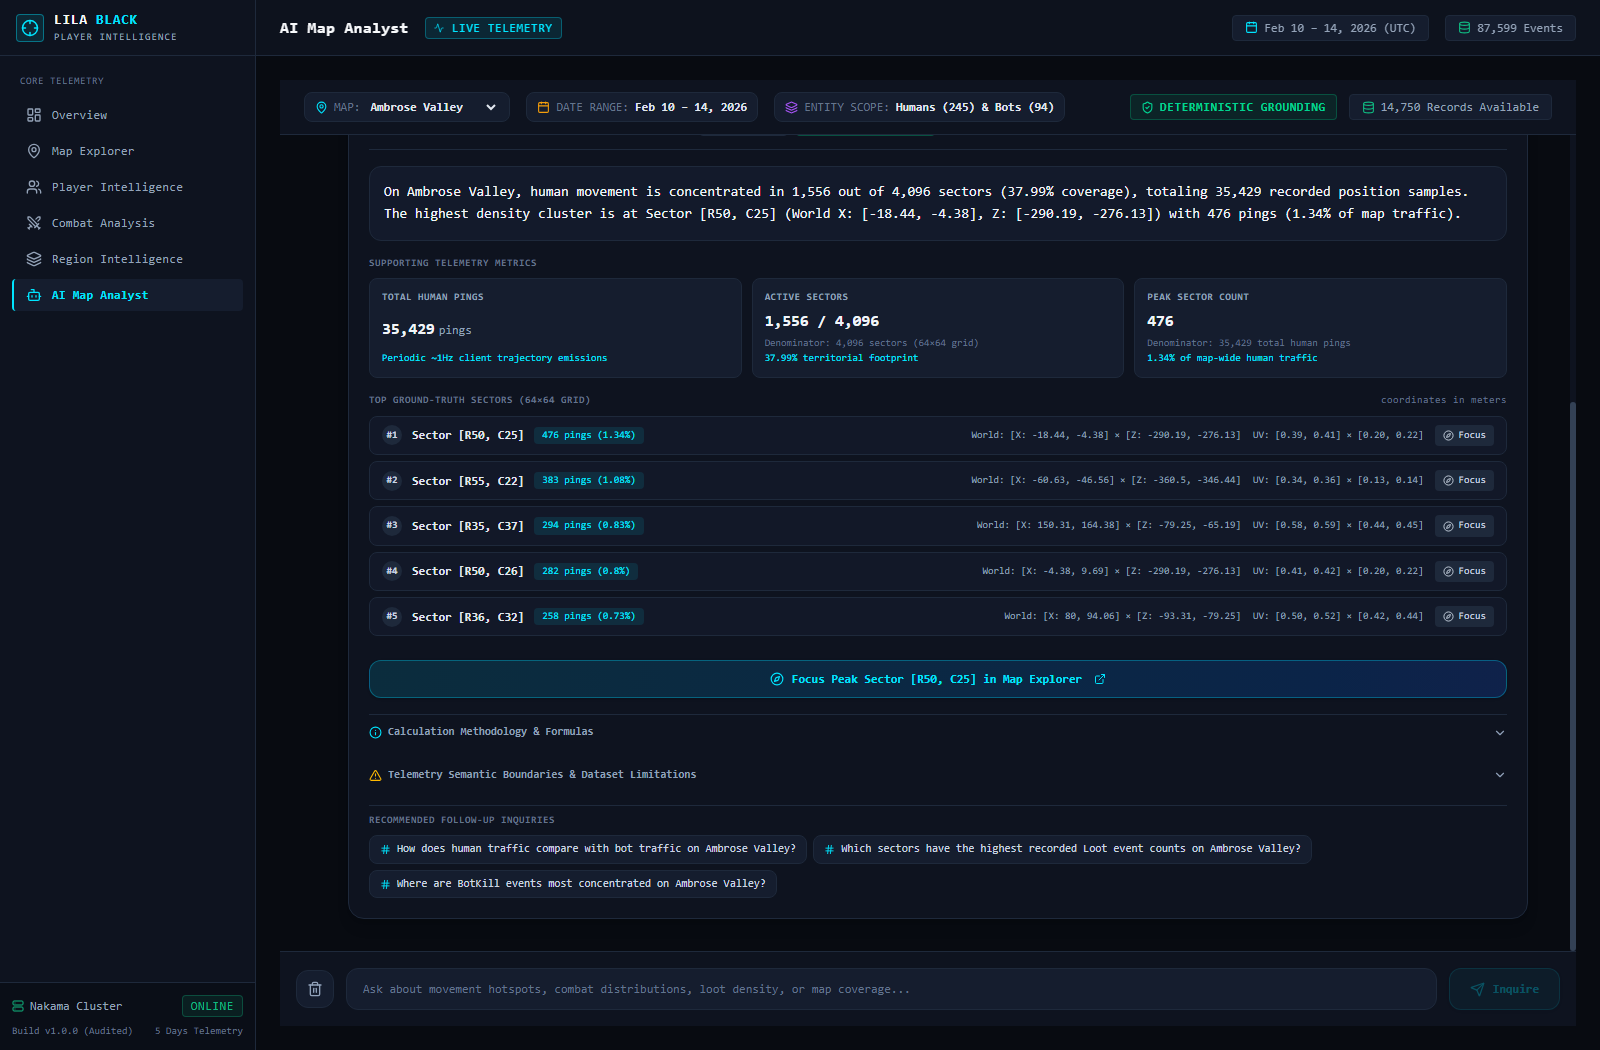 LILA BLACK
PLAYER INTELLIGENCE
CORE TELEMETRY
Overview
Map Explorer
Player Intelligence
Combat Analysis
Region Intelligence
AI Map Analyst
Nakama Cluster ONLINE
Build v1.0.0 (Audited) 5 Days Telemetry
AI Map Analyst LIVE TELEMETRY Feb 10 – 14, 2026 (UTC) 87,599 Events
MAP: Ambrose Valley DATE RANGE: Feb 10 – 14, 2026 ENTITY SCOPE: Humans (245) & Bots (94) DETERMINISTIC GROUNDING 14,750 Records Available
On Ambrose Valley, human movement is concentrated in 1,556 out of 4,096 sectors (37.99% coverage), totaling 35,429 recorded position samples.
The highest density cluster is at Sector [R50, C25] (World X: [-18.44, -4.38], Z: [-290.19, -276.13]) with 476 pings (1.34% of map traffic).
SUPPORTING TELEMETRY METRICS
TOTAL HUMAN PINGS
35,429 pings
Periodic ~1Hz client trajectory emissions
ACTIVE SECTORS
1,556 / 4,096
Denominator: 4,096 sectors (64×64 grid)
37.99% territorial footprint
PEAK SECTOR COUNT
476
Denominator: 35,429 total human pings
1.34% of map-wide human traffic
TOP GROUND-TRUTH SECTORS (64×64 GRID) coordinates in meters
#1 Sector [R50, C25] 476 pings (1.34%) World: [X: -18.44, -4.38] × [Z: -290.19, -276.13] UV: [0.39, 0.41] × [0.20, 0.22] Focus
#2 Sector [R55, C22] 383 pings (1.08%) World: [X: -60.63, -46.56] × [Z: -360.5, -346.44] UV: [0.34, 0.36] × [0.13, 0.14] Focus
#3 Sector [R35, C37] 294 pings (0.83%) World: [X: 150.31, 164.38] × [Z: -79.25, -65.19] UV: [0.58, 0.59] × [0.44, 0.45] Focus
#4 Sector [R50, C26] 282 pings (0.8%) World: [X: -4.38, 9.69] × [Z: -290.19, -276.13] UV: [0.41, 0.42] × [0.20, 0.22] Focus
#5 Sector [R36, C32] 258 pings (0.73%) World: [X: 80, 94.06] × [Z: -93.31, -79.25] UV: [0.50, 0.52] × [0.42, 0.44] Focus
Focus Peak Sector [R50, C25] in Map Explorer
Calculation Methodology & Formulas
Telemetry Semantic Boundaries & Dataset Limitations
RECOMMENDED FOLLOW-UP INQUIRIES
# How does human traffic compare with bot traffic on Ambrose Valley? # Which sectors have the highest recorded Loot event counts on Ambrose Valley?
# Where are BotKill events most concentrated on Ambrose Valley?
Ask about movement hotspots, combat distributions, loot density, or map coverage... Inquire